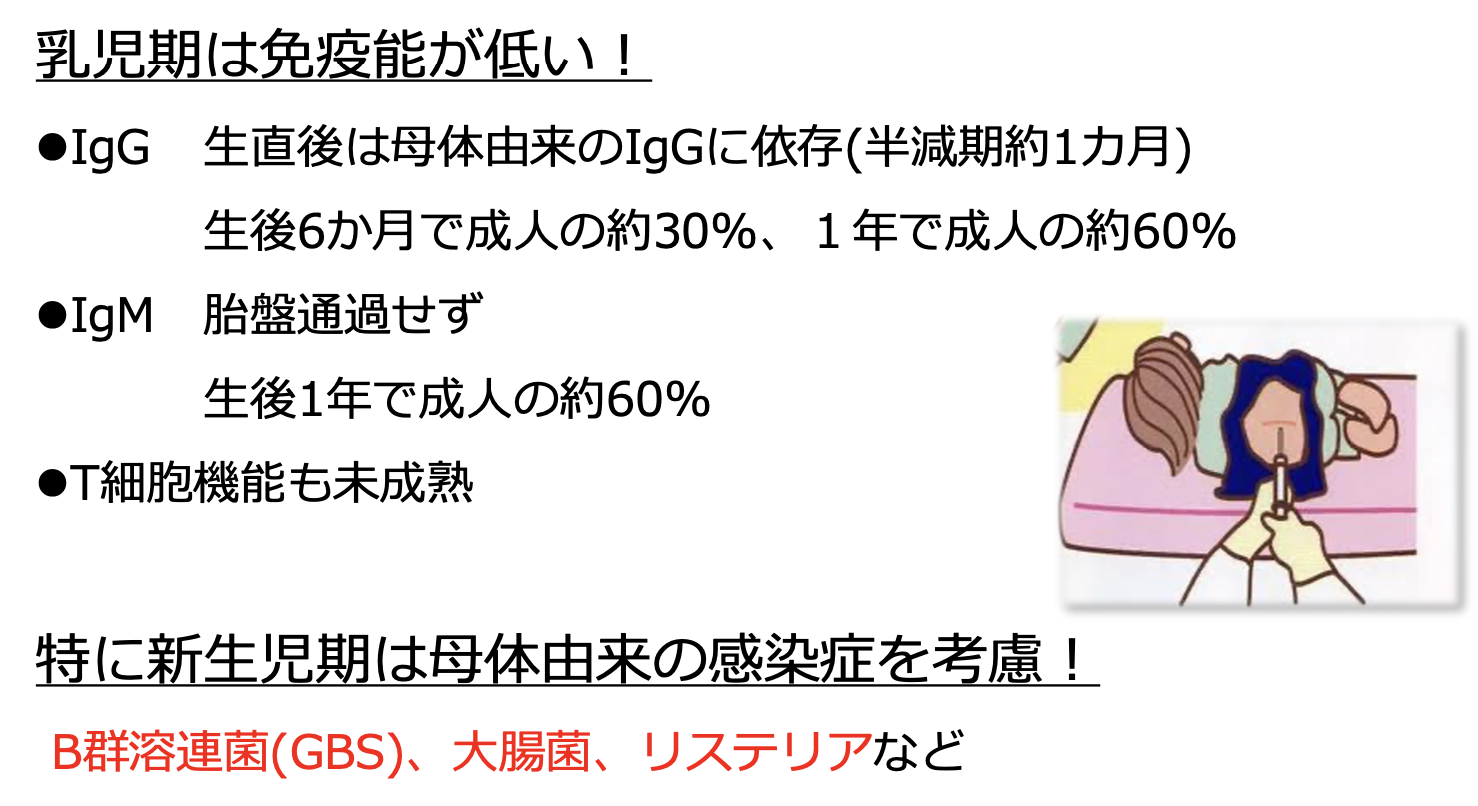 乳児期は免疫能が低い！
●IgG　生直後は母体由来のIgGに依存(半減期約1カ月)
生後6か月で成人の約30%、１年で成人の約60%
●IgM　胎盤通過せず
生後1年で成人の約60%
●T細胞機能も未成熟
特に新生児期は母体由来の感染症を考慮！
B群溶連菌(GBS)、大腸菌、リステリアなど